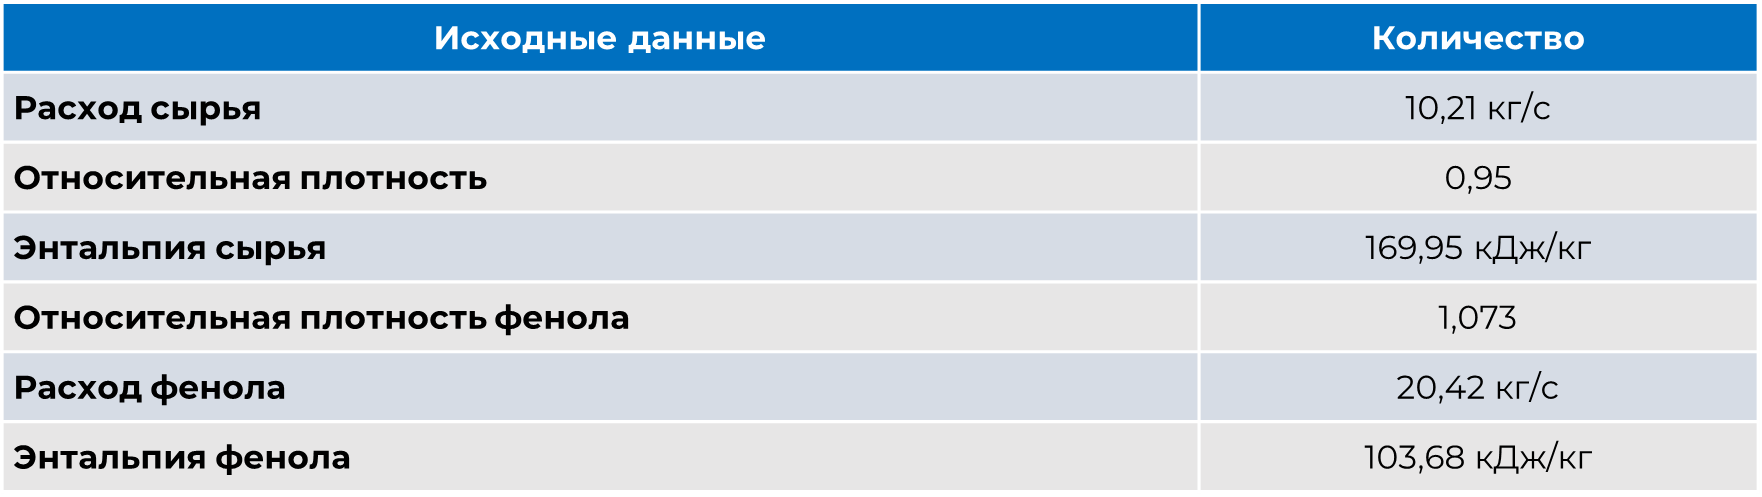 Исходные данные Количество
Расход сырья 10,21 кг/с
Относительная плотность 0,95
Энтальпия сырья 169,95 кДж/кг
Относительная плотность фенола 1,073
Расход фенола 20,42 кг/с
Энтальпия фенола 103,68 кДж/кг